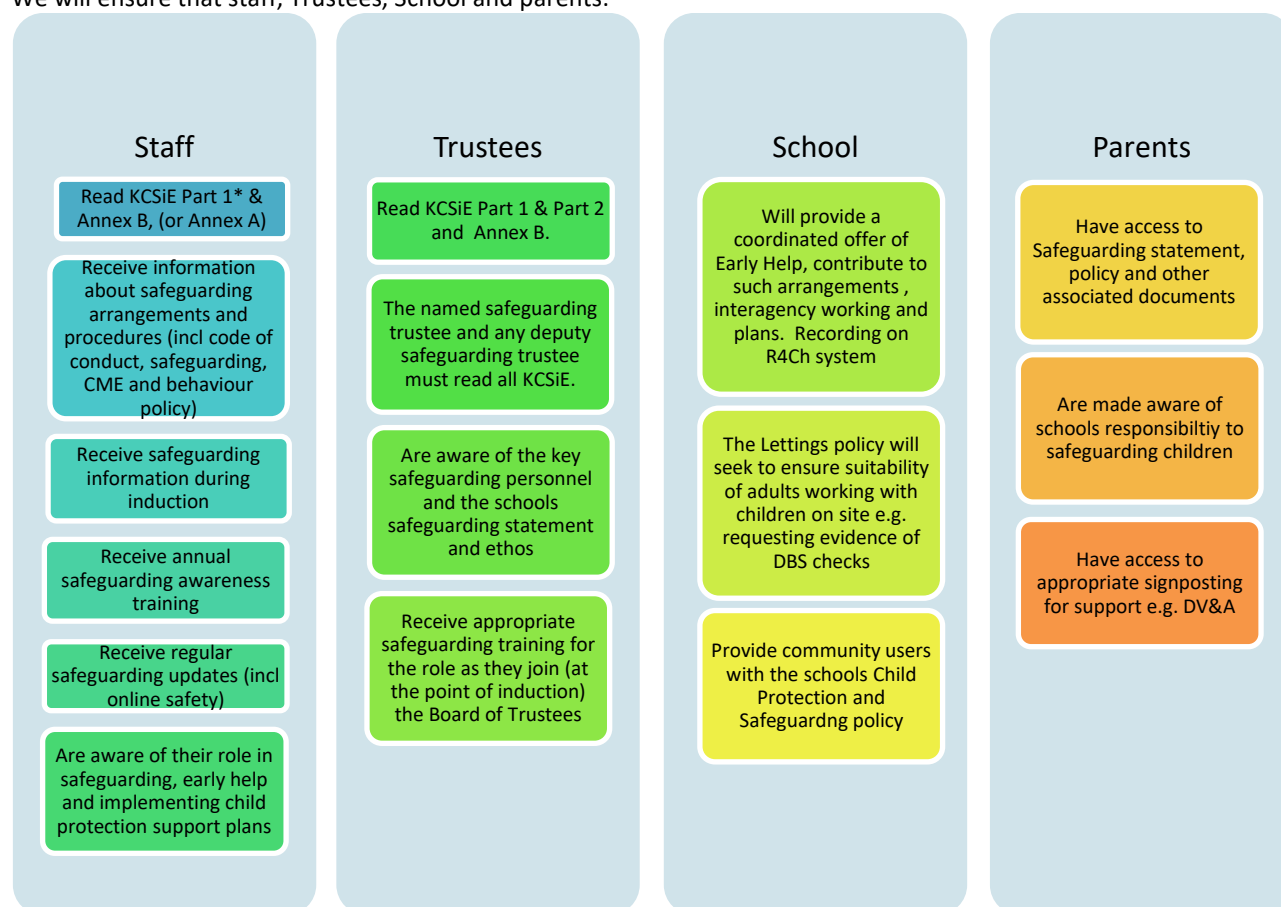 We will ensure that staff, Trustees, School and parents:
Staff
Read KCSiE Part 1* &
Annex B, (or Annex A)
Receive information
about safeguarding
arrangements and
procedures (incl code of
conduct, safeguarding,
CME and behaviour
policy)
Receive safeguarding
information during
induction
Receive annual
safeguarding awareness
training
Receive regular
safeguarding updates (incl
online safety)
Are aware of their role in
safeguarding, early help
and implementing child
protection support plans
Trustees
Read KCSiE Part 1 & Part 2
and Annex B.
The named safeguarding
trustee and any deputy
safeguarding trustee
must read all KCSiE.
Are aware of the key
safeguarding personnel
and the schools
safeguarding statement
and ethos
Receive appropriate
safeguarding training for
the role as they join (at
the point of induction)
the Board of Trustees
School
Will provide a
coordinated offer of
Early Help, contribute to
such arrangements ,
interagency working and
plans. Recording on
R4Ch system
The Lettings policy will
seek to ensure suitability
of adults working with
children on site e.g.
requesting evidence of
DBS checks
Provide community users
with the schools Child
Protection and
Safeguardng policy
Parents
Have access to
Safeguarding statement,
policy and other
associated documents
Are made aware of
schools responsibiltiy to
safeguarding children
Have access to
appropriate signposting
for support e.g. DV&A